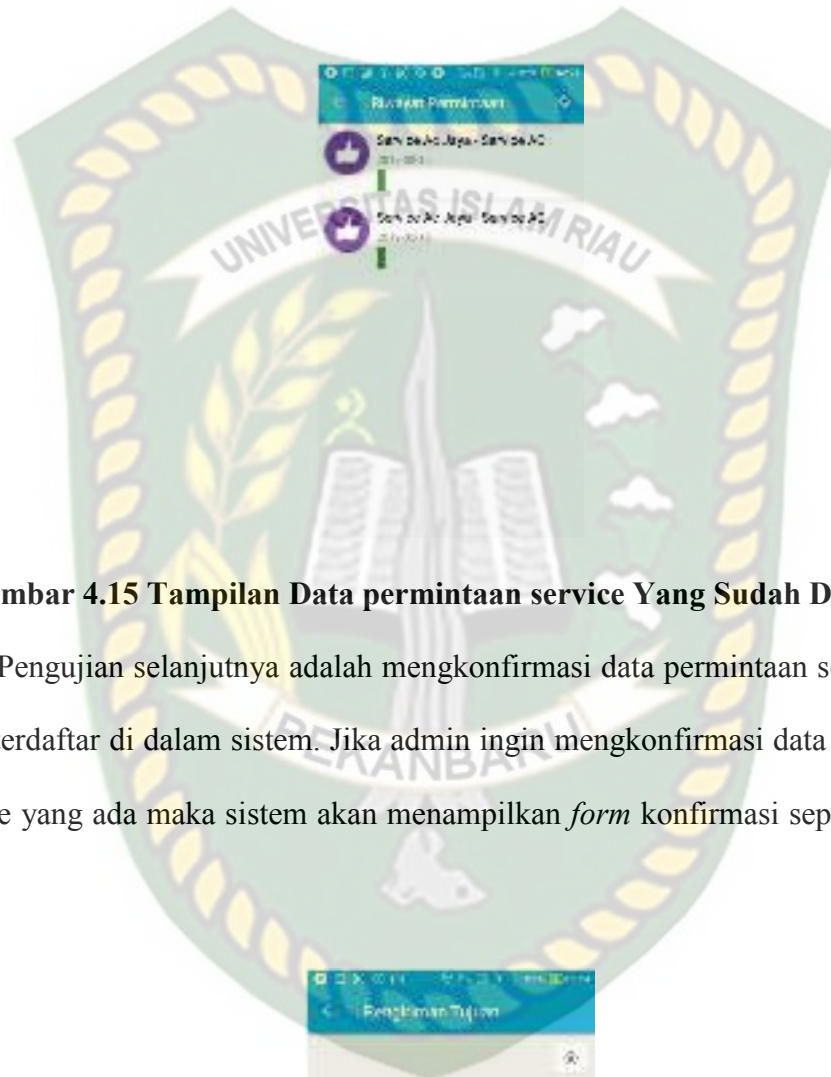 Riwayat Permintaan
Service Ac Jaya - Service AC
Service Ac Jaya - Service AC
UNIVERSITAS ISLAM RIAU
mbar 4.15 Tampilan Data permintaan service Yang Sudah D
Pengujian selanjutnya adalah mengkonfirmasi data permintaan s
erdaftar di dalam sistem. Jika admin ingin mengkonfirmasi data
PEKANBARU
e yang ada maka sistem akan menampilkan form konfirmasi sep
Pengiriman Tujuan